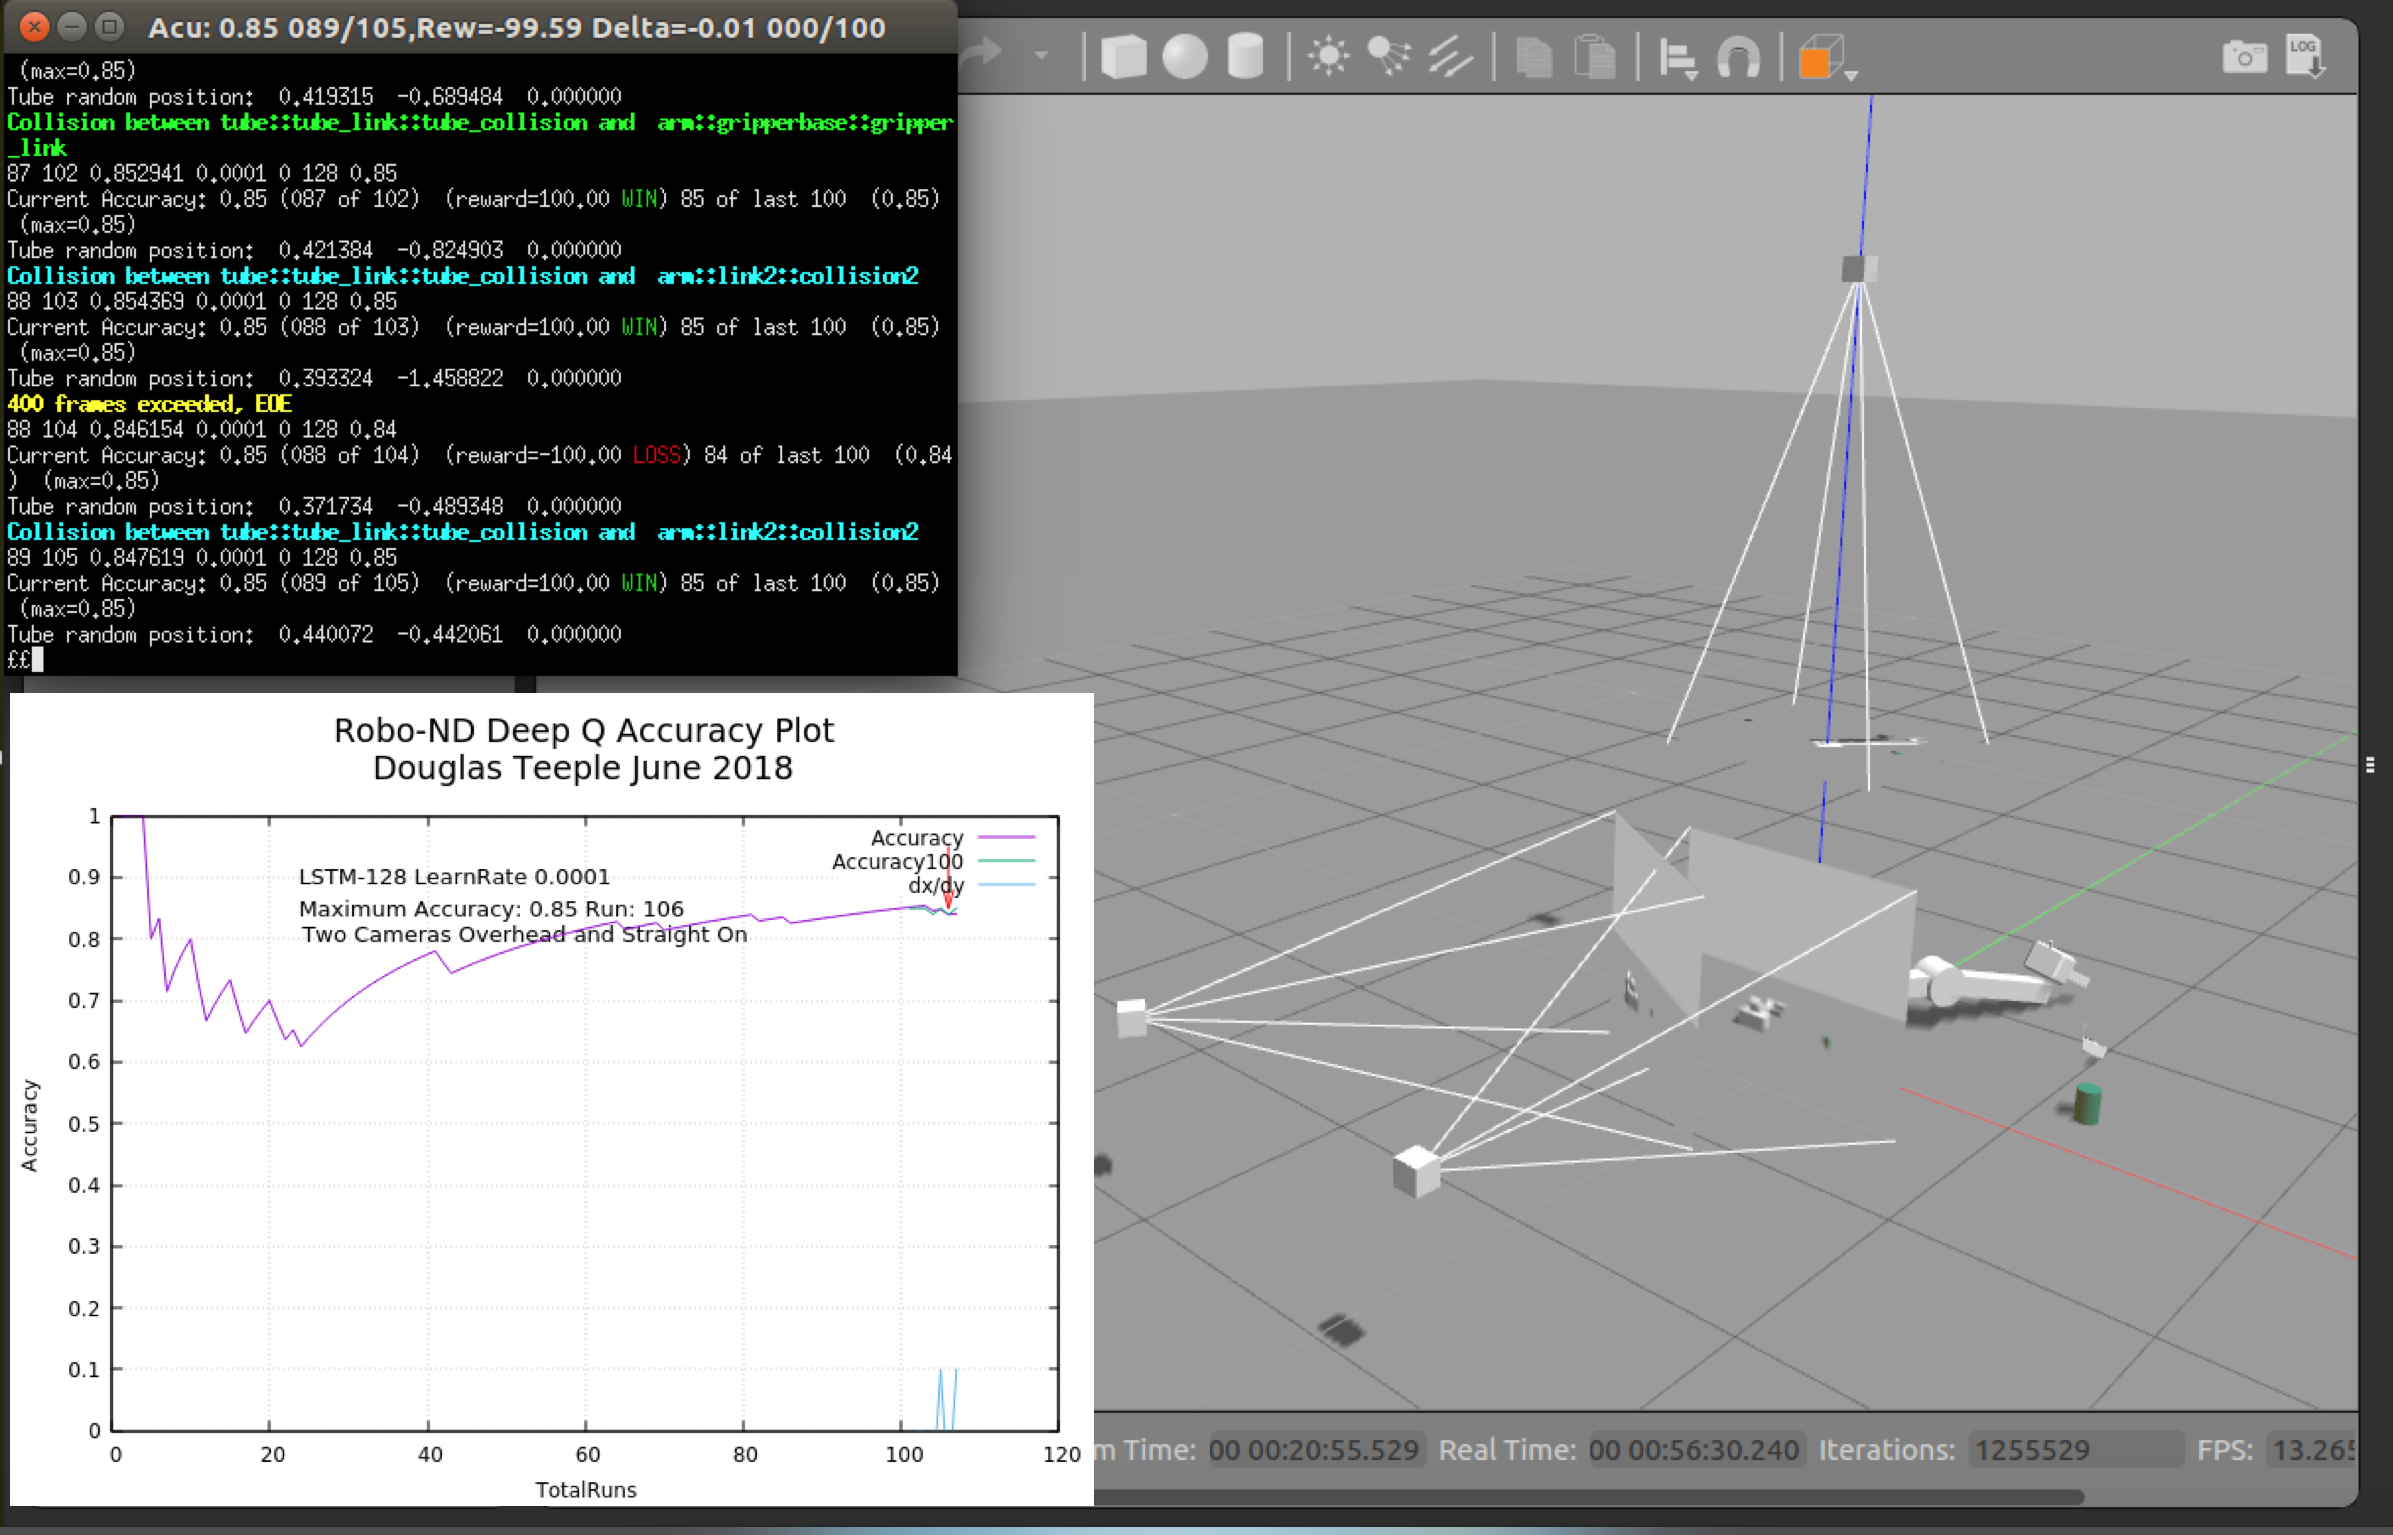 Acu: 0.85 089/105,Rew=-99.59 Delta=-0.01 000/100
(max=0.85)
Tube random position:  0.419315  -0.689484  0.000000
Collision between tube::tube_link::tube_collision and  arm::gripperbase::gripper
_link
87 102 0.852941 0.0001 0 128 0.85
Current Accuracy: 0.85 (087 of 102)  (reward=100.00 WIN) 85 of last 100  (0.85)
(max=0.85)
Tube random position:  0.421384  -0.824903  0.000000
Collision between tube::tube_link::tube_collision and  arm::link2::collision2
88 103 0.854369 0.0001 0 128 0.85
Current Accuracy: 0.85 (088 of 103)  (reward=100.00 WIN) 85 of last 100  (0.85)
(max=0.85)
Tube random position:  0.393324  -1.458822  0.000000
400 frames exceeded, EOE
88 104 0.846154 0.0001 0 128 0.84
Current Accuracy: 0.85 (088 of 104)  (reward=-100.00 LOSS) 84 of last 100  (0.84
)  (max=0.85)
Tube random position:  0.371734  -0.489348  0.000000
Collision between tube::tube_link::tube_collision and  arm::link2::collision2
89 105 0.847619 0.0001 0 128 0.85
Current Accuracy: 0.85 (089 of 105)  (reward=100.00 WIN) 85 of last 100  (0.85)
(max=0.85)
Tube random position:  0.440072  -0.442061  0.000000
££
LOG
Robo-ND Deep Q Accuracy Plot
Douglas Teeple June 2018
Accuracy
Accuracy100
dx/dy
LSTM-128 LearnRate 0.0001
Maximum Accuracy: 0.85 Run: 106
Two Cameras Overhead and Straight On
1
0.9
0.8
0.7
0.6
0.5
0.4
0.3
0.2
0.1
0
Accuracy
0 20 40 60 80 100 120
TotalRuns
m Time: 00 00:20:55.529 Real Time: 00 00:56:30.240 Iterations: 1255529 FPS: 13.265